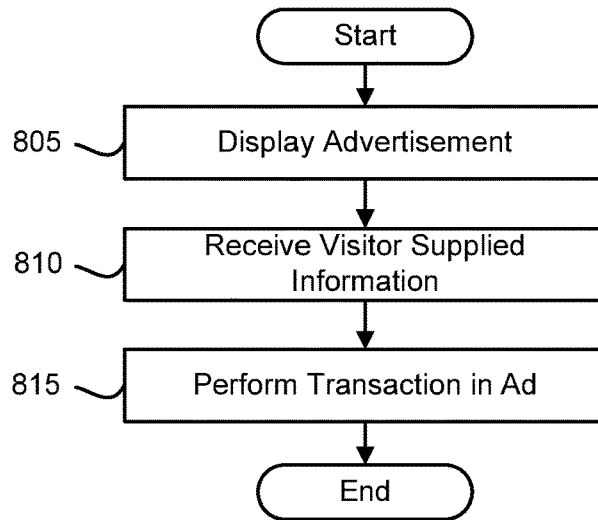 Start
805
Display Advertisement
810
Receive Visitor Supplied
Information
815
Perform Transaction in Ad
End